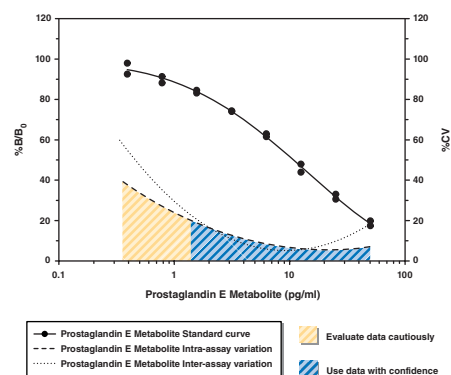 120
100
80
60
40
20
0
%B/B0
120
100
80
60
40
20
0
%CV
0.1
1
10
100
Prostaglandin E Metabolite (pg/ml)
Prostaglandin E Metabolite Standard curve
Prostaglandin E Metabolite Intra-assay variation
Prostaglandin E Metabolite Inter-assay variation
Evaluate data cautiously
Use data with confidence